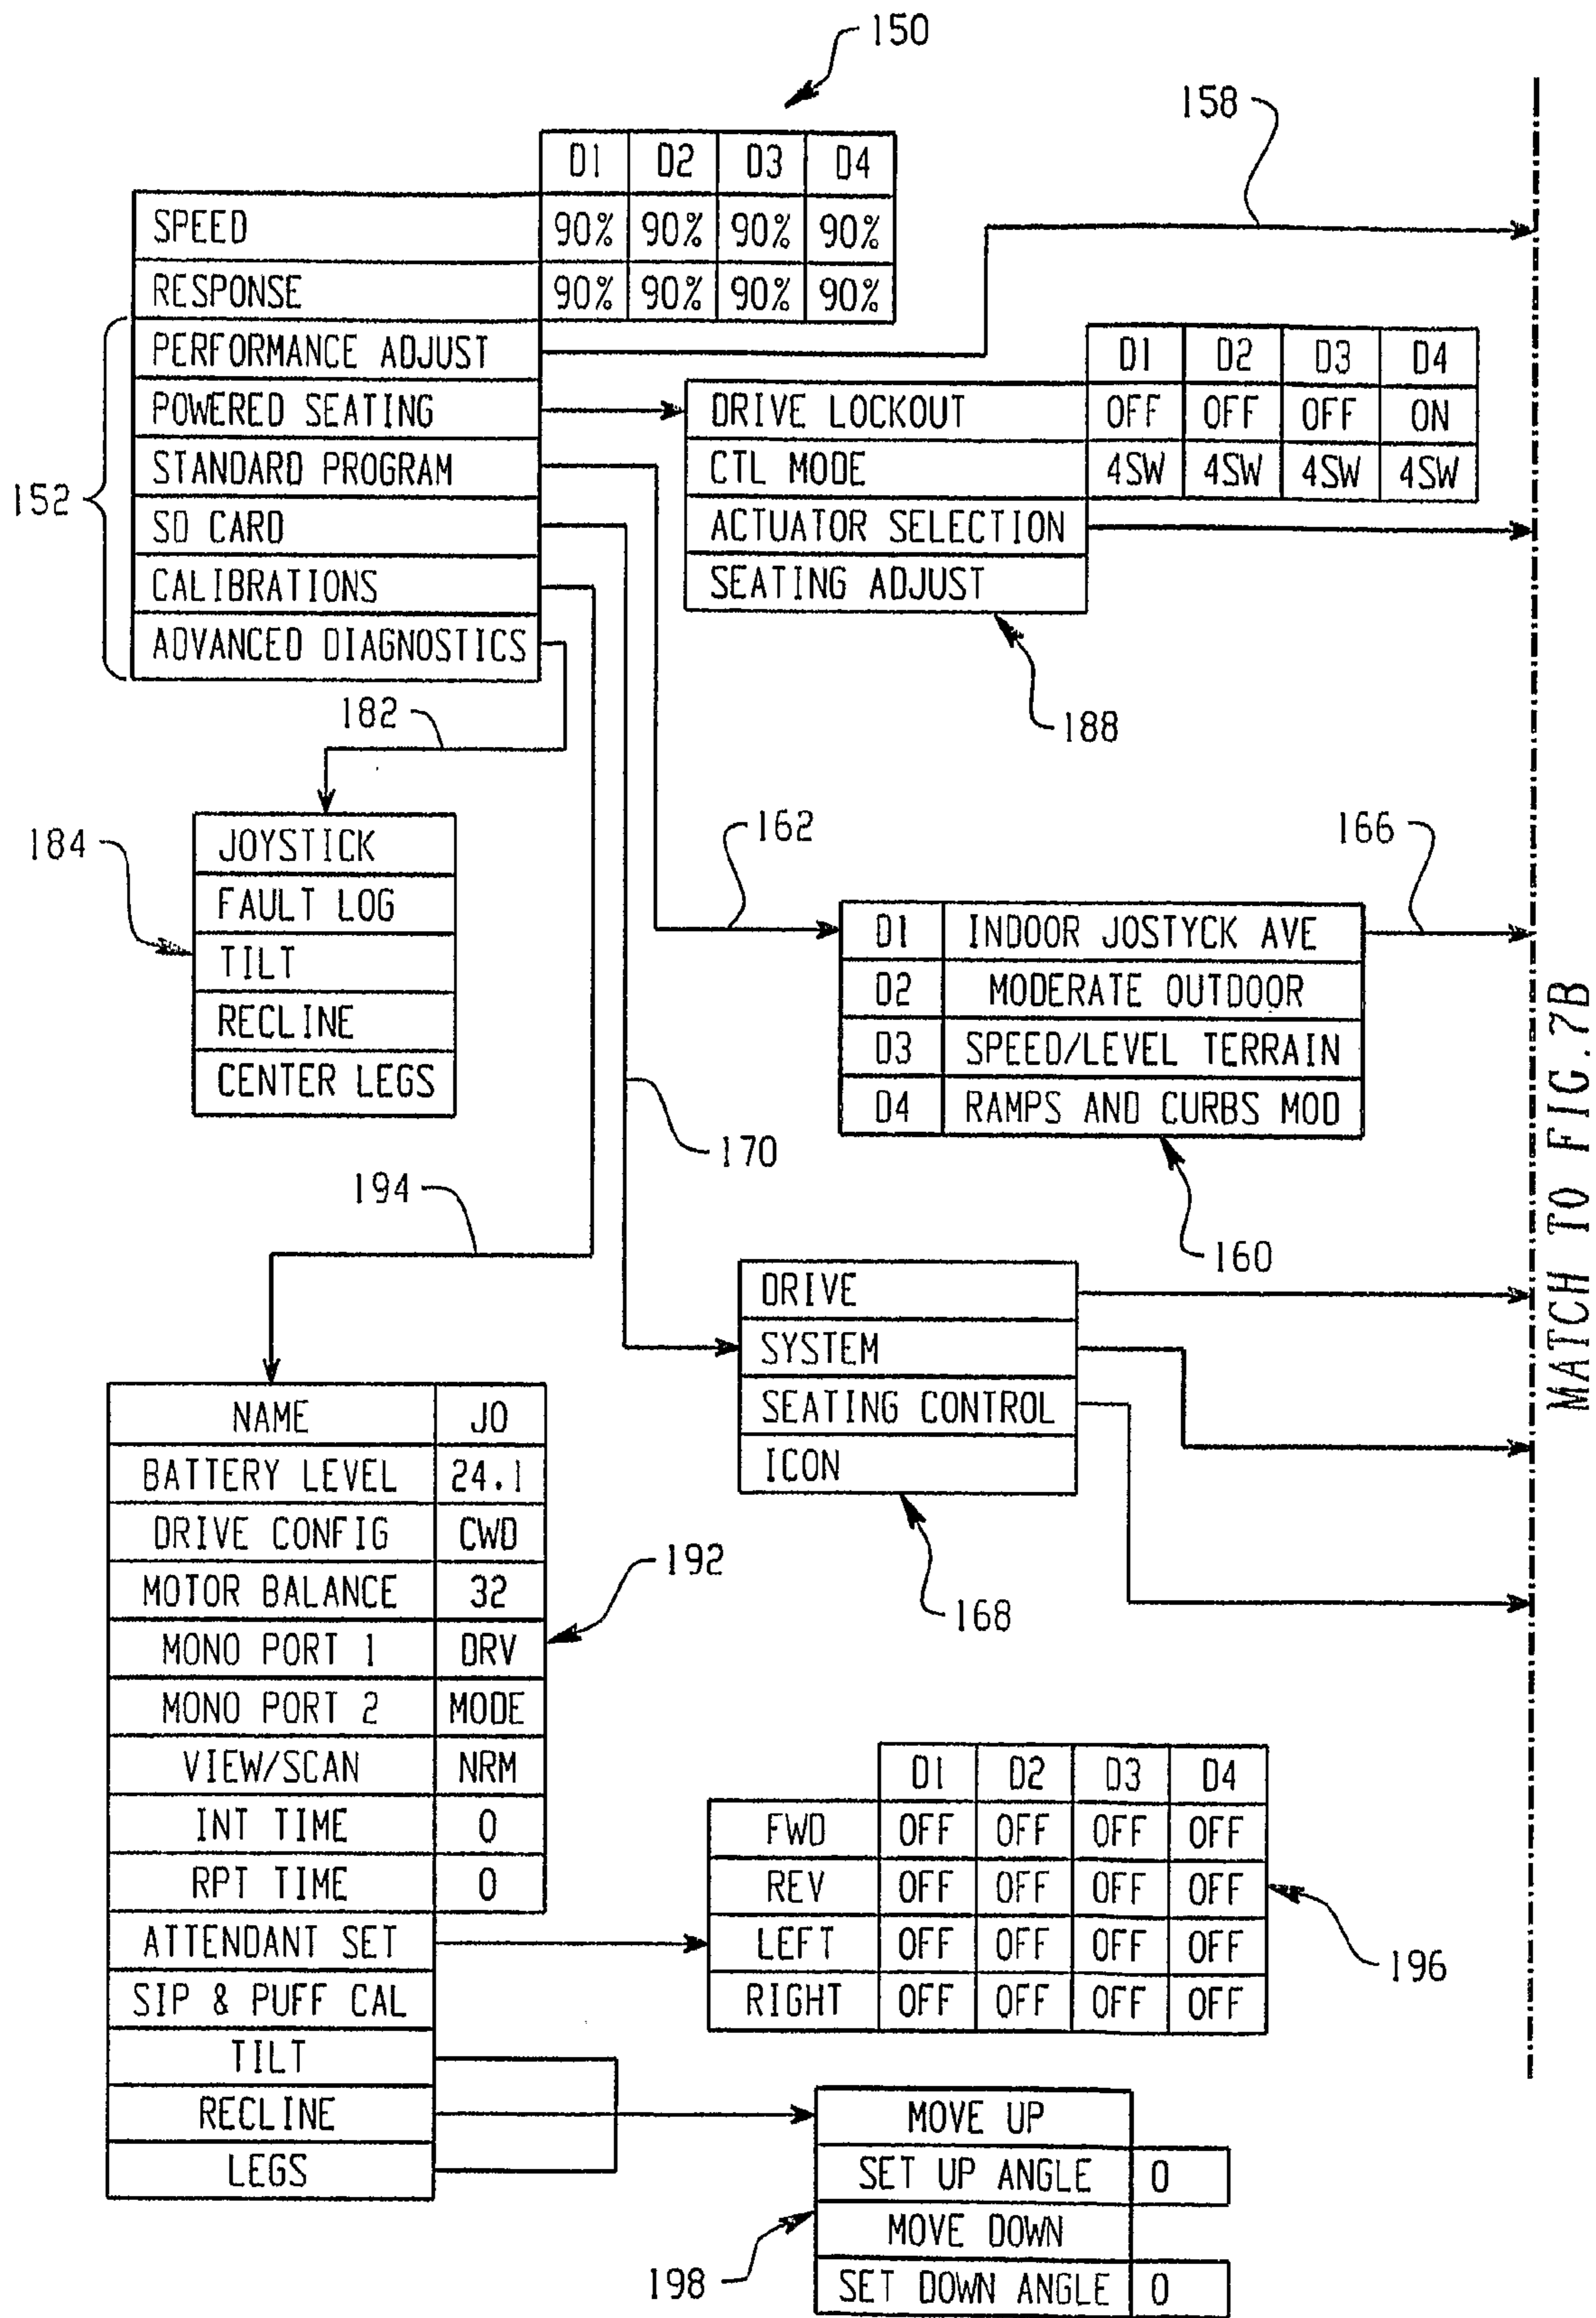 150
158
D1 D2 D3 D4
SPEED 90% 90% 90% 90%
RESPONSE 90% 90% 90% 90%
152
PERFORMANCE ADJUST
POWERED SEATING
STANDARD PROGRAM
SD CARD
CALIBRATIONS
ADVANCED DIAGNOSTICS
D1 D2 D3 D4
DRIVE LOCKOUT OFF OFF OFF ON
CTL MODE 4SW 4SW 4SW 4SW
ACTUATOR SELECTION
SEATING ADJUST
188
182
184
JOYSTICK
FAULT LOG
TILT
RECLINE
CENTER LEGS
162
166
D1 INDOOR JOSTYCK AVE
D2 MODERATE OUTDOOR
D3 SPEED/LEVEL TERRAIN
D4 RAMPS AND CURBS MOD
160
170
194
DRIVE
SYSTEM
SEATING CONTROL
ICON
168
MATCH TO FIG.7B
NAME JO
BATTERY LEVEL 24.1
DRIVE CONFIG CWD
MOTOR BALANCE 32
MONO PORT 1 DRV
MONO PORT 2 MODE
VIEW/SCAN NRM
INT TIME 0
RPT TIME 0
ATTENDANT SET
SIP & PUFF CAL
TILT
RECLINE
LEGS
192
D1 D2 D3 D4
FWD OFF OFF OFF OFF
REV OFF OFF OFF OFF
LEFT OFF OFF OFF OFF
RIGHT OFF OFF OFF OFF
196
MOVE UP
SET UP ANGLE 0
MOVE DOWN
SET DOWN ANGLE 0
198